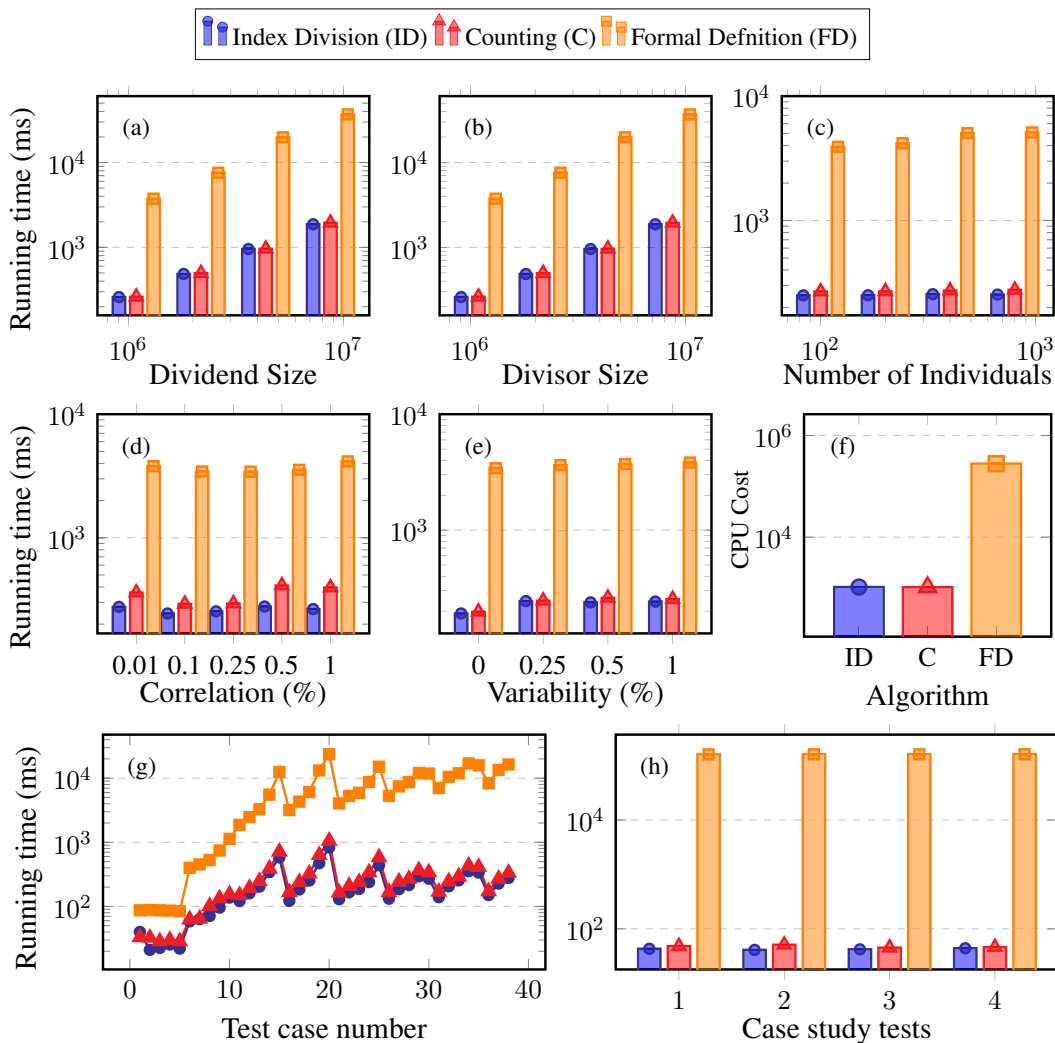 Index Division (ID) Counting (C) Formal Defnition (FD)
(a) (b) (c)
Running time (ms)
10^4
10^3
10^6 10^7
Dividend Size
10^6 10^7
Divisor Size
10^4
10^3
10^2 10^3
Number of Individuals
(d) (e) (f)
Running time (ms)
10^4
10^3
0.01 0.1 0.25 0.5 1
Correlation (%)
10^4
10^3
0 0.25 0.5 1
Variability (%)
CPU Cost
10^6
10^4
ID C FD
Algorithm
(g) (h)
Running time (ms)
10^4
10^3
10^2
0 10 20 30 40
Test case number
10^4
10^2
1 2 3 4
Case study tests